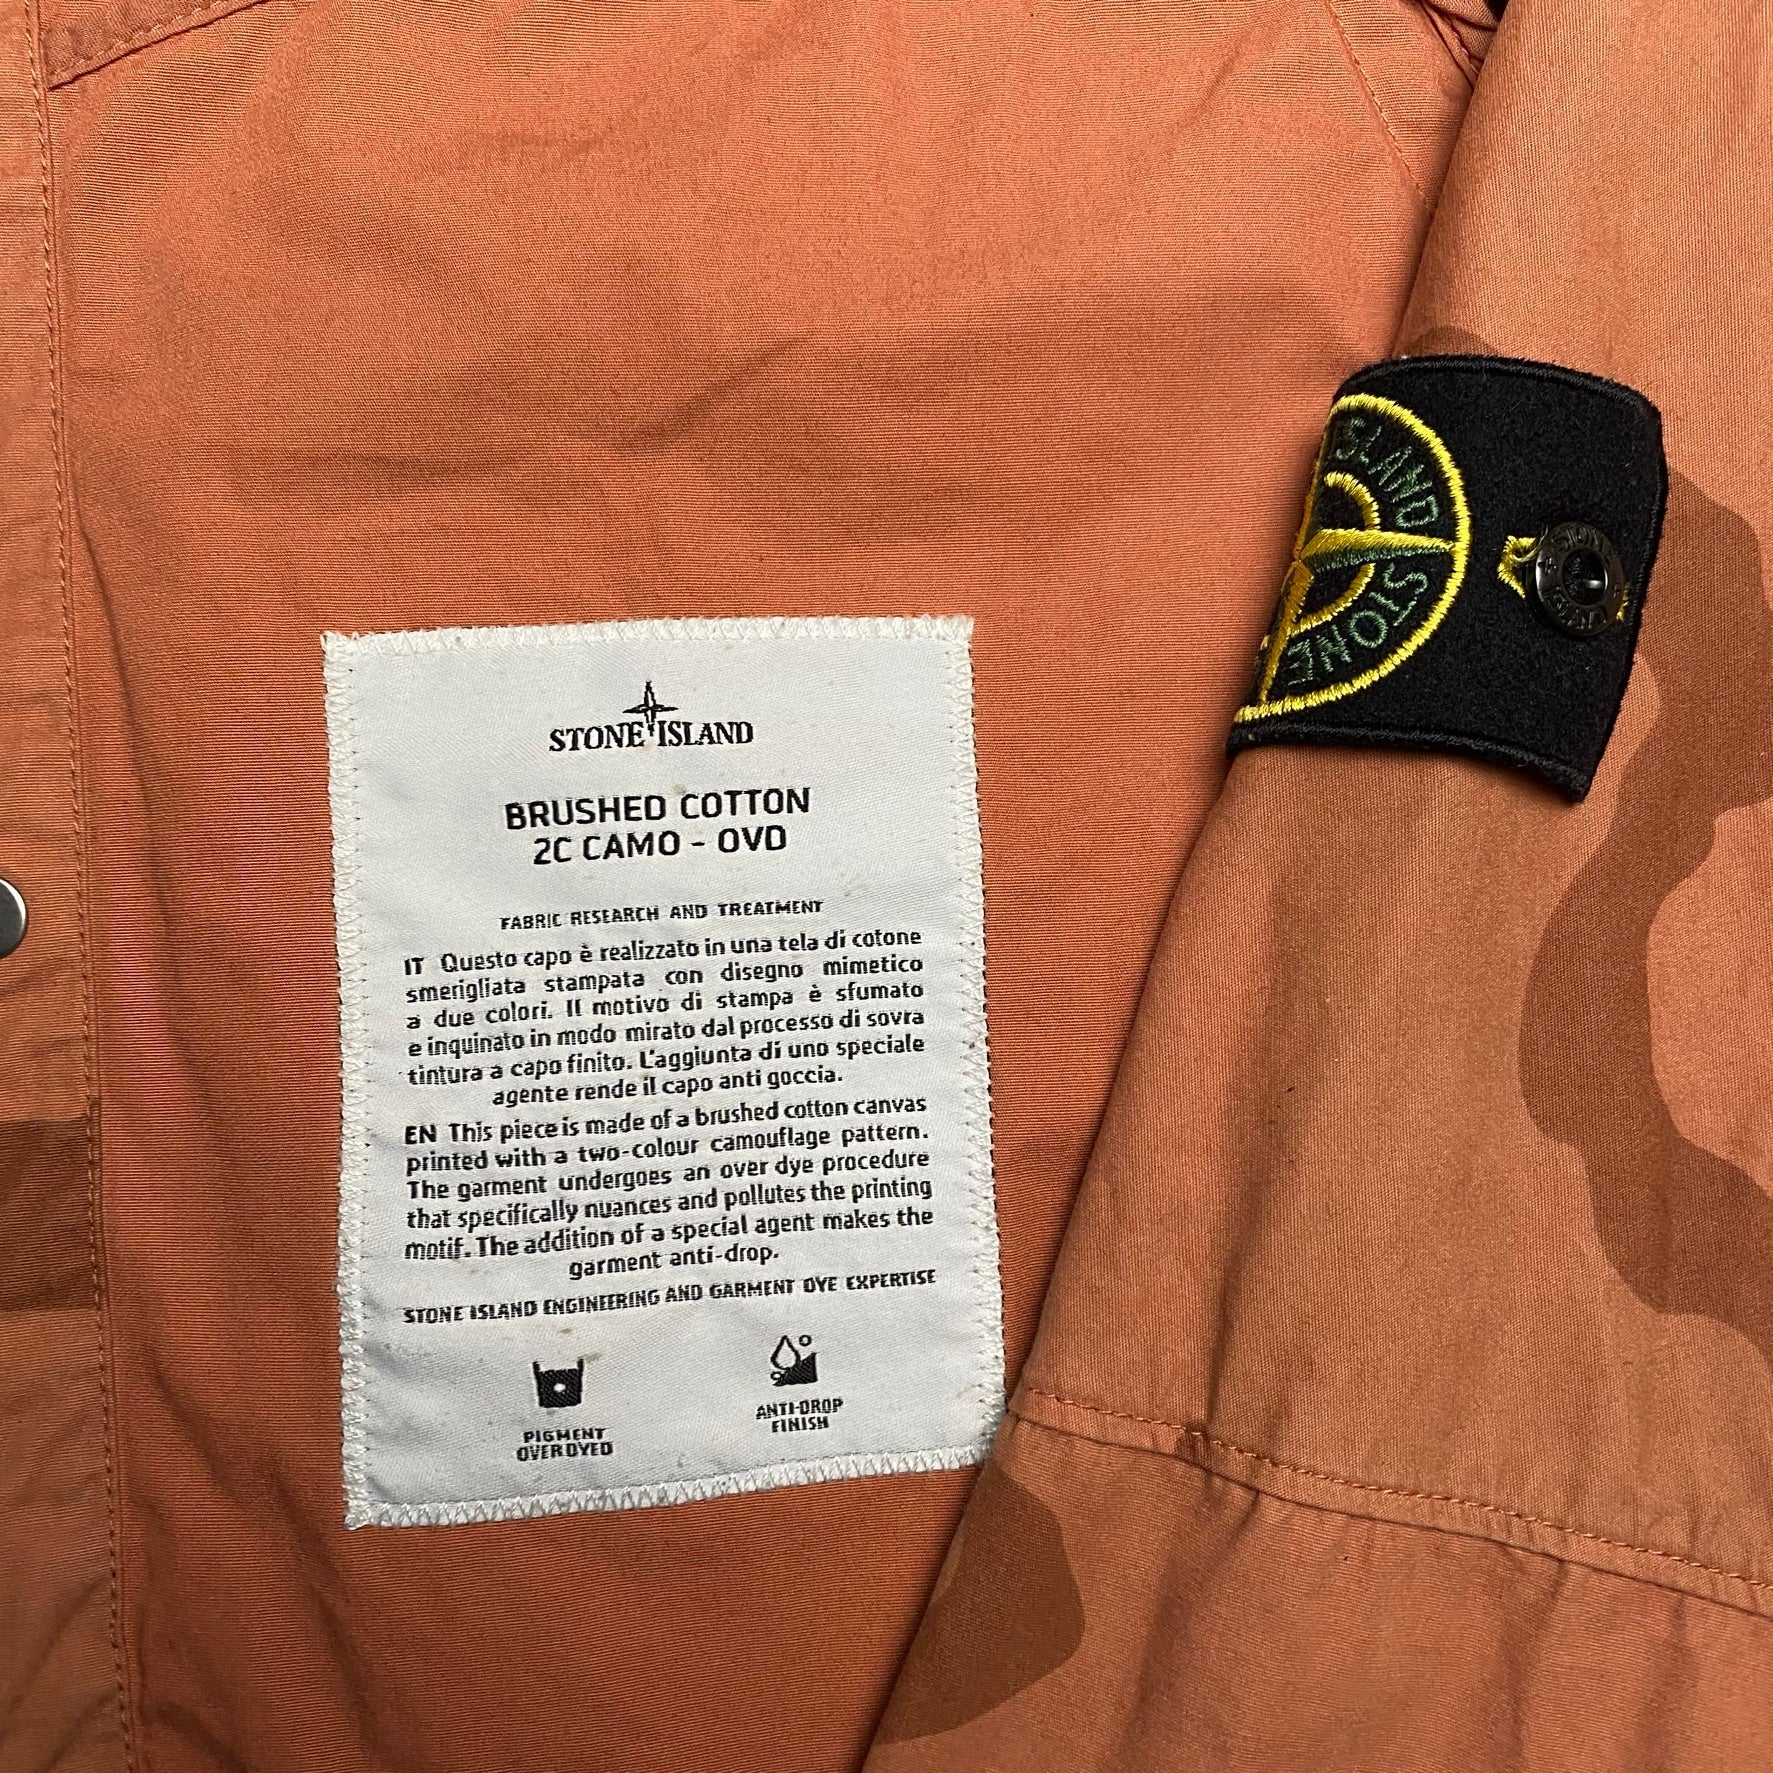 STONE ISLAND
BRUSHED COTTON
2C CAMO - OVD
FABRIC RESEARCH AND TREATMENT
IT Questo capo è realizzato in una tela di cotone
smerigliata stampata con disegno mimetico
a due colori. Il motivo di stampa è sfumato
e inquinato in modo mirato dal processo di sovra
tintura a capo finito. L'aggiunta di uno speciale
agente rende il capo anti goccia.
EN This piece is made of a brushed cotton canvas
printed with a two-colour camouflage pattern.
The garment undergoes an over dye procedure
that specifically nuances and pollutes the printing
motif. The addition of a special agent makes the
garment anti-drop.
STONE ISLAND ENGINEERING AND GARMENT DYE EXPERTISE
PIGMENT
OVERDYED
ANTI-DROP
FINISH
STONE ISLAND
STONE ISLAND